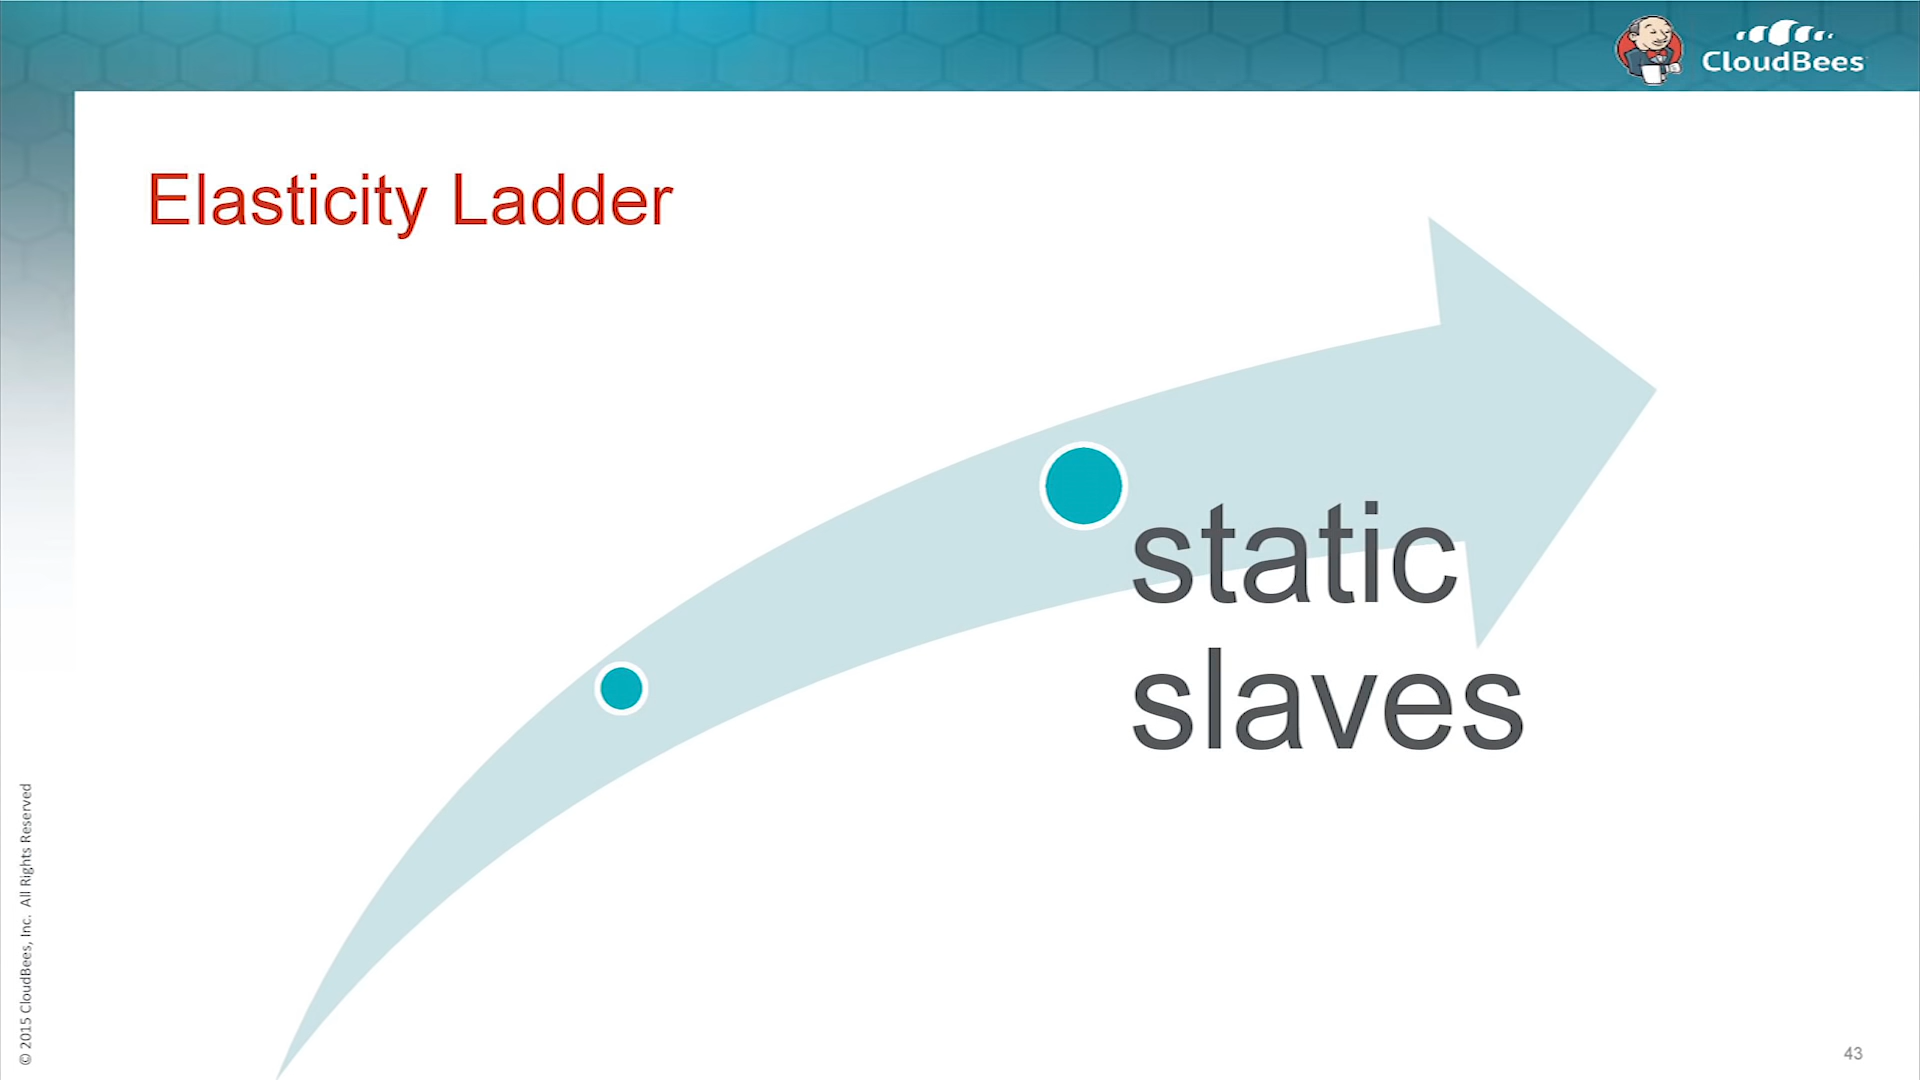 CloudBees
Elasticity Ladder
static
slaves
© 2015 CloudBees, Inc. All Rights Reserved
43